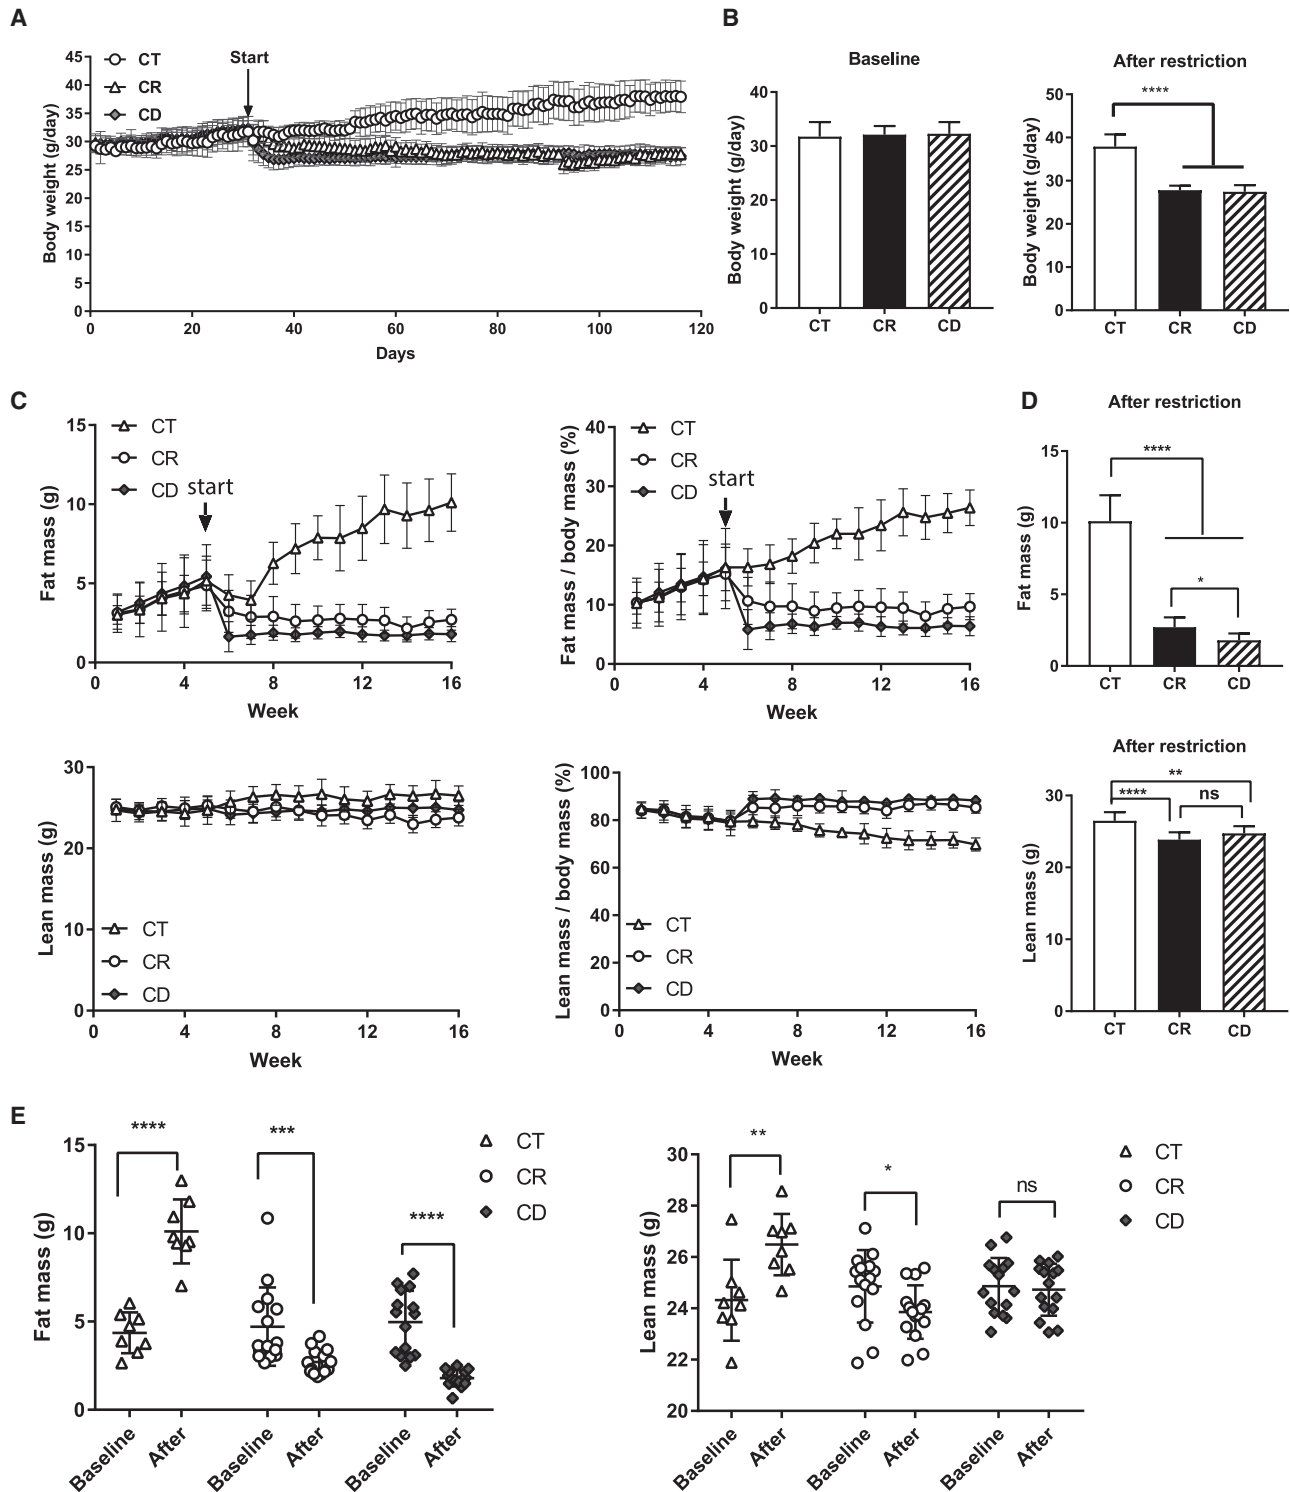 A
Body weight (g/day)
45
40
35
30
25
20
15
10
5
0
CT
CR
CD
Start
0
20
40
60
80
100
120
Days
B
Baseline
Body weight (g/day)
40
30
20
10
0
CT
CR
CD
After restriction
Body weight (g/day)
50
40
30
20
10
0
****
CT
CR
CD
C
Fat mass (g)
15
10
5
0
CT
CR
CD
start
0
4
8
12
16
Week
Fat mass / body mass (%)
40
30
20
10
0
CT
CR
CD
start
0
4
8
12
16
Week
D
After restriction
Fat mass (g)
15
10
5
0
****
*
CT
CR
CD
Lean mass (g)
30
20
10
0
CT
CR
CD
0
4
8
12
16
Week
Lean mass / body mass (%)
100
80
60
40
20
0
CT
CR
CD
0
4
8
12
16
Week
After restriction
Lean mass (g)
30
20
10
0
**
****
ns
CT
CR
CD
E
Fat mass (g)
15
10
5
0
****
***
****
CT
CR
CD
Baseline
After
Baseline
After
Baseline
After
Lean mass (g)
30
28
26
24
22
20
**
*
ns
CT
CR
CD
Baseline
After
Baseline
After
Baseline
After